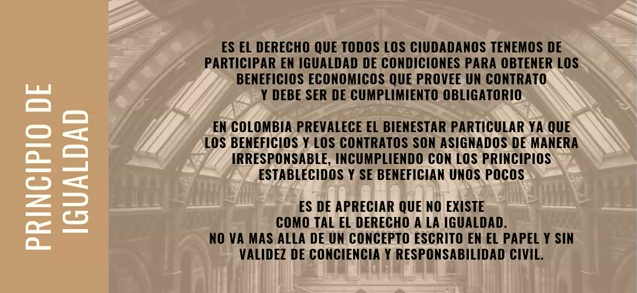 PRINCIPIO DE
IGUALDAD
ES EL DERECHO QUE TODOS LOS CIUDADANOS TENEMOS DE
PARTICIPAR EN IGUALDAD DE CONDICIONES PARA OBTENER LOS
BENEFICIOS ECONOMICOS QUE PROVEE UN CONTRATO
Y DEBE SER DE CUMPLIMIENTO OBLIGATORIO
EN COLOMBIA PREVALECE EL BIENESTAR PARTICULAR YA QUE
LOS BENEFICIOS Y LOS CONTRATOS SON ASIGNADOS DE MANERA
IRRESPONSABLE, INCUMPLIENDO CON LOS PRINCIPIOS
ESTABLECIDOS Y SE BENEFICIAN UNOS POCOS
ES DE APRECIAR QUE NO EXISTE
COMO TAL EL DERECHO A LA IGUALDAD.
NO VA MAS ALLA DE UN CONCEPTO ESCRITO EN EL PAPEL Y SIN
VALIDEZ DE CONCIENCIA Y RESPONSABILIDAD CIVIL.